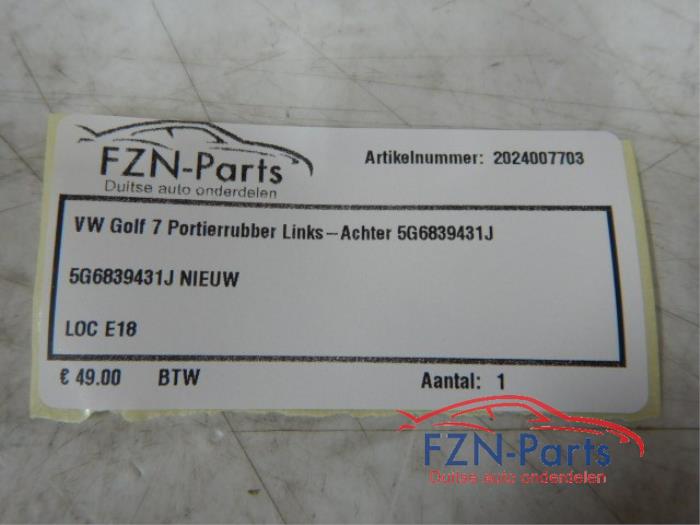 FZN-Parts
Duitse auto onderdelen
Artikelnummer: 2024007703
VW Golf 7 Portierrubber Links-Achter 5G6839431J
5G6839431J NIEUW
LOC E18
€ 49.00 BTW Aantal: 1
FZN-Parts
Duitse auto onderdelen